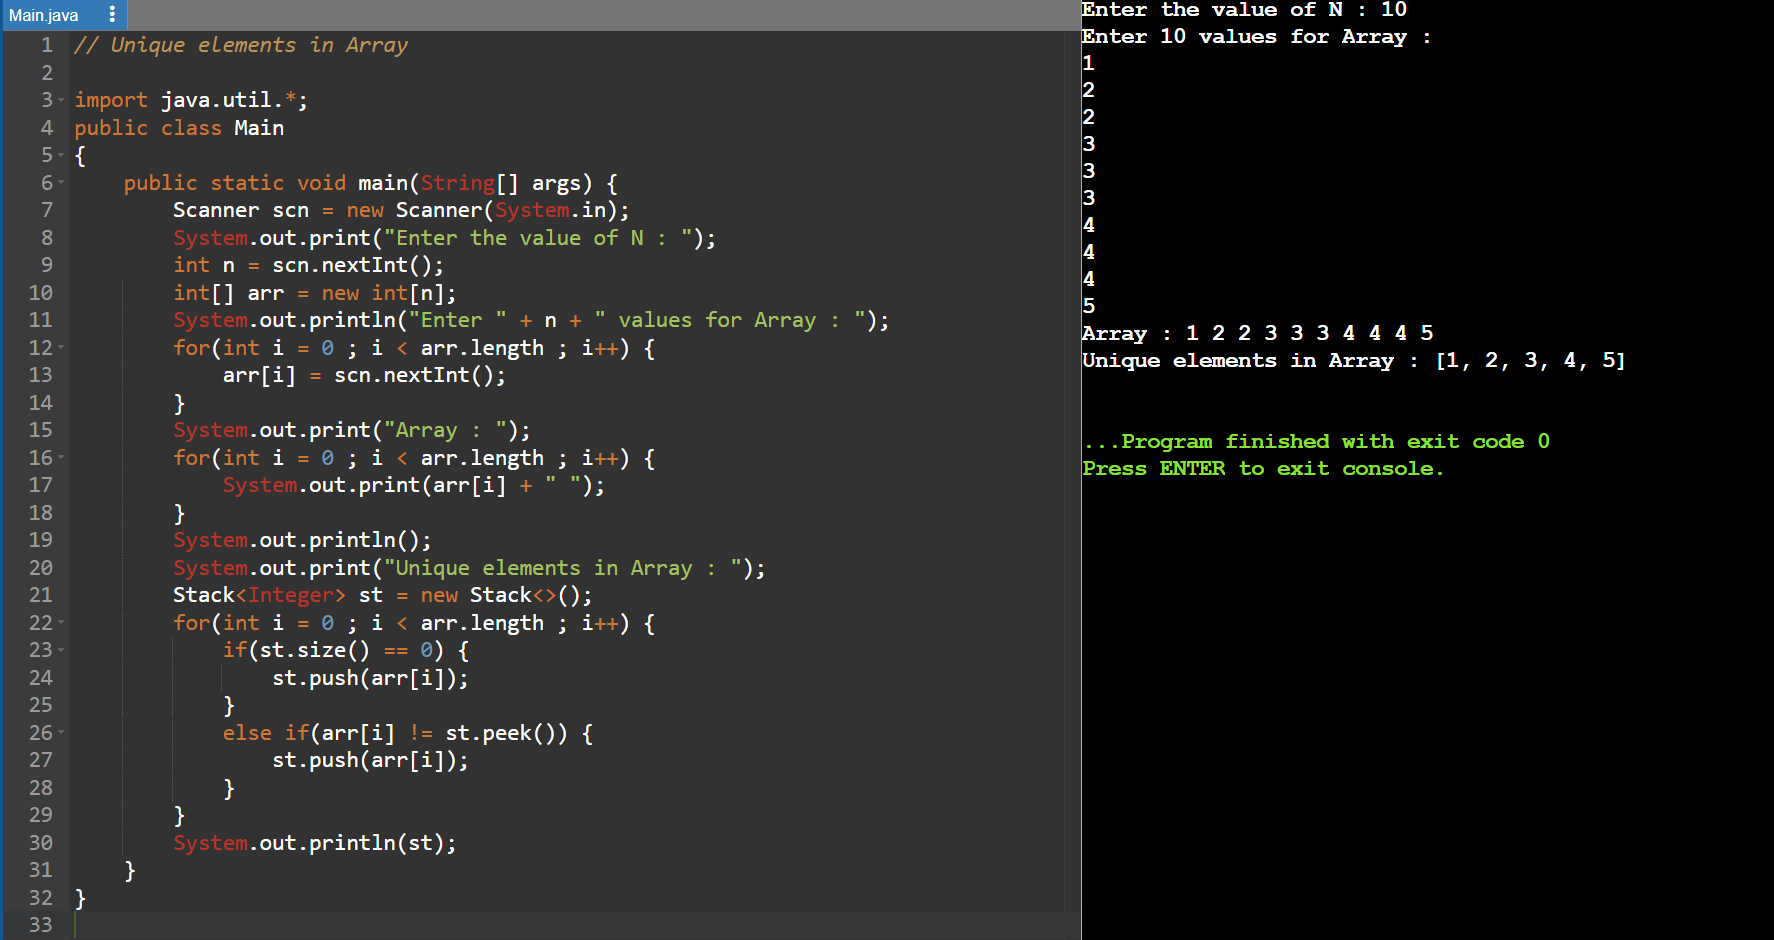 Main.java
1 // Unique elements in Array
2
3 import java.util.*;
4 public class Main
5 {
6     public static void main(String[] args) {
7         Scanner scn = new Scanner(System.in);
8         System.out.print("Enter the value of N : ");
9         int n = scn.nextInt();
10         int[] arr = new int[n];
11         System.out.println("Enter " + n + " values for Array : ");
12         for(int i = 0 ; i < arr.length ; i++) {
13             arr[i] = scn.nextInt();
14         }
15         System.out.print("Array : ");
16         for(int i = 0 ; i < arr.length ; i++) {
17             System.out.print(arr[i] + " ");
18         }
19         System.out.println();
20         System.out.print("Unique elements in Array : ");
21         Stack<Integer> st = new Stack<>();
22         for(int i = 0 ; i < arr.length ; i++) {
23             if(st.size() == 0) {
24                 st.push(arr[i]);
25             }
26             else if(arr[i] != st.peek()) {
27                 st.push(arr[i]);
28             }
29         }
30         System.out.println(st);
31     }
32 }
33
Enter the value of N : 10
Enter 10 values for Array :
1
2
2
3
3
3
4
4
4
5
Array : 1 2 2 3 3 3 4 4 4 5
Unique elements in Array : [1, 2, 3, 4, 5]
...Program finished with exit code 0
Press ENTER to exit console.